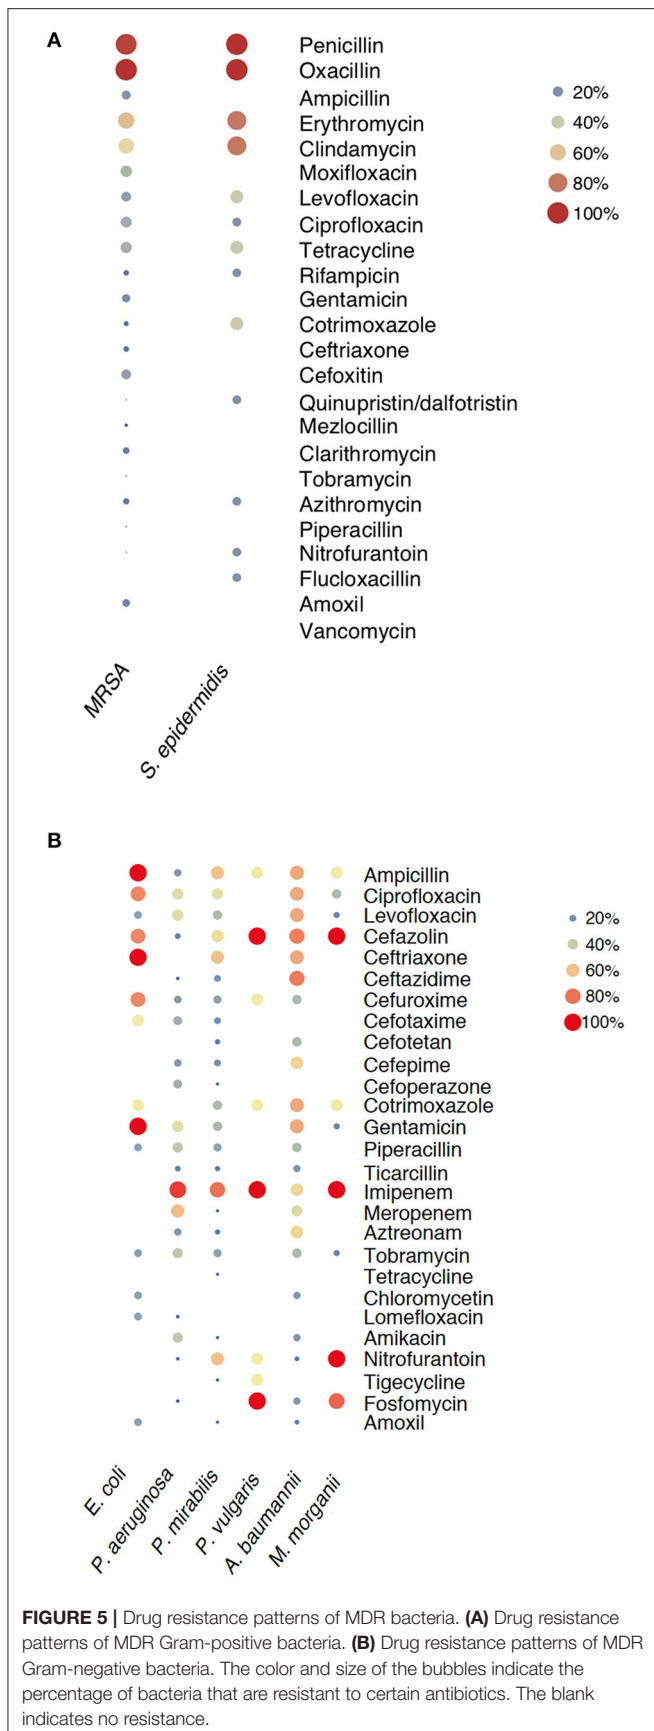 A
Penicillin
Oxacillin
Ampicillin
Erythromycin
Clindamycin
Moxifloxacin
Levofloxacin
Ciprofloxacin
Tetracycline
Rifampicin
Gentamicin
Cotrimoxazole
Ceftriaxone
Cefoxitin
Quinupristin/dalfotristin
Mezlocillin
Clarithromycin
Tobramycin
Azithromycin
Piperacillin
Nitrofurantoin
Flucloxacillin
Amoxil
Vancomycin
20%
40%
60%
80%
100%
MRSA
S. epidermidis
B
Ampicillin
Ciprofloxacin
Levofloxacin
Cefazolin
Ceftriaxone
Ceftazidime
Cefuroxime
Cefotaxime
Cefotetan
Cefepime
Cefoperazone
Cotrimoxazole
Gentamicin
Piperacillin
Ticarcillin
Imipenem
Meropenem
Aztreonam
Tobramycin
Tetracycline
Chloromycetin
Lomefloxacin
Amikacin
Nitrofurantoin
Tigecycline
Fosfomycin
Amoxil
20%
40%
60%
80%
100%
E. coli
P. aeruginosa
P. mirabilis
P. vulgaris
A. baumannii
M. morganii
FIGURE 5 | Drug resistance patterns of MDR bacteria. (A) Drug resistance
patterns of MDR Gram-positive bacteria. (B) Drug resistance patterns of MDR
Gram-negative bacteria. The color and size of the bubbles indicate the
percentage of bacteria that are resistant to certain antibiotics. The blank
indicates no resistance.